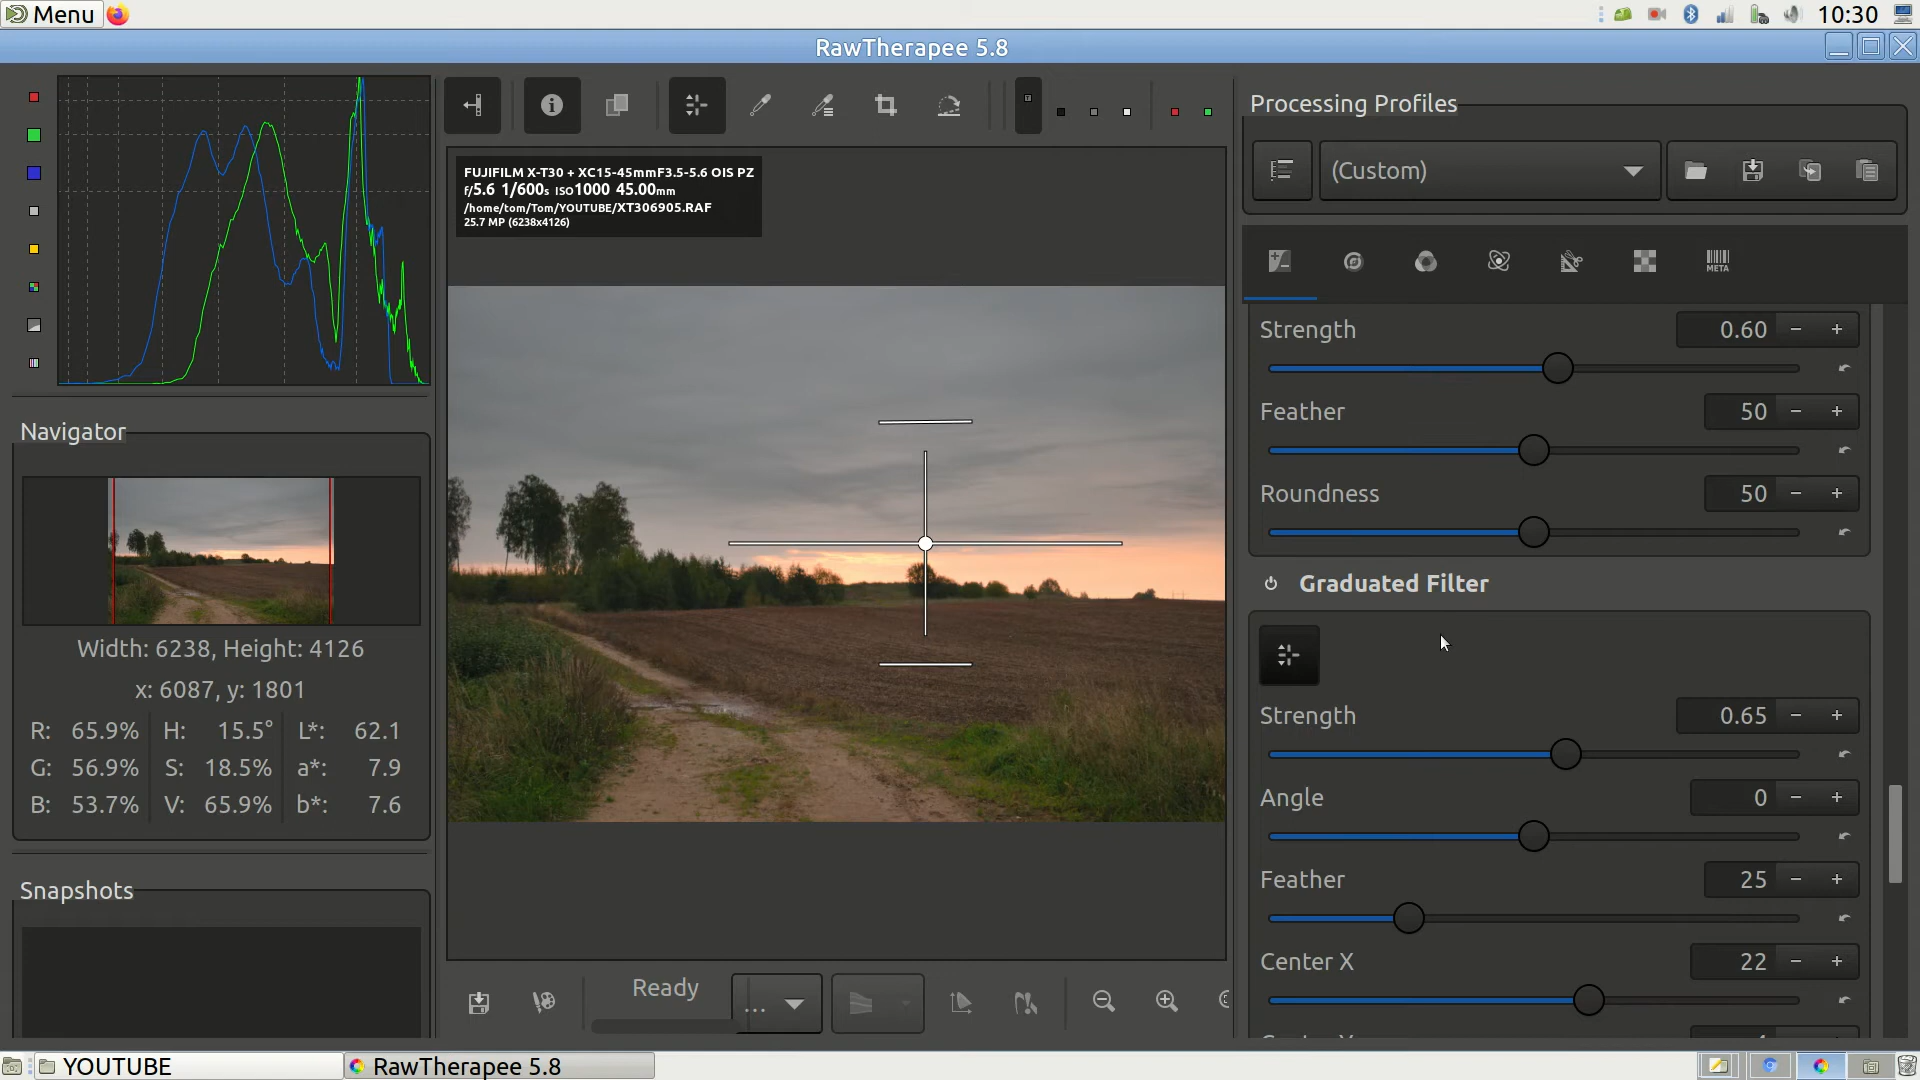 Menu
10:30
RawTherapee 5.8
FUJIFILM X-T30 + XC15-45mmF3.5-5.6 OIS PZ
f/5.6 1/600s ISO1000 45.00mm
/home/tom/Tom/YOUTUBE/XT306905.RAF
25.7 MP (6238x4126)
Navigator
Width: 6238, Height: 4126
x: 6087, y: 1801
R: 65.9% H: 15.5° L*: 62.1
G: 56.9% S: 18.5% a*: 7.9
B: 53.7% V: 65.9% b*: 7.6
Snapshots
Ready
...
Processing Profiles
(Custom)
META
Strength 0.60 - +
Feather 50 - +
Roundness 50 - +
Graduated Filter
Strength 0.65 - +
Angle 0 - +
Feather 25 - +
Center X 22 - +
YOUTUBE
RawTherapee 5.8